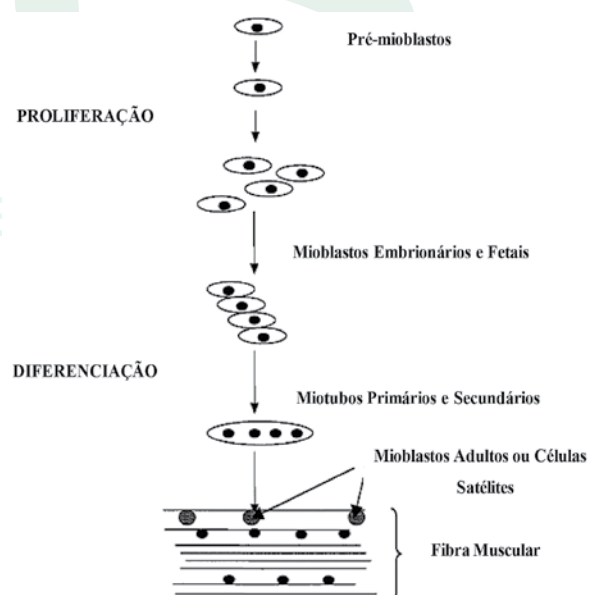 Pré-mioblastos
PROLIFERAÇÃO
Mioblastos Embrionários e Fetais
DIFERENCIAÇÃO
Miotubos Primários e Secundários
Mioblastos Adultos ou Células
Satélites
Fibra Muscular